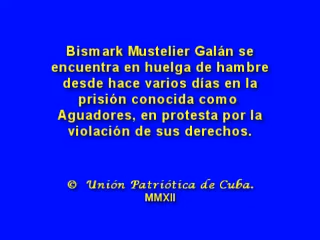 Bismark Mustelier Galán se
encuentra en huelga de hambre
desde hace varios días en la
prisión conocida como
Aguadores, en protesta por la
violación de sus derechos.
© Unión Patriótica de Cuba.
MMXII